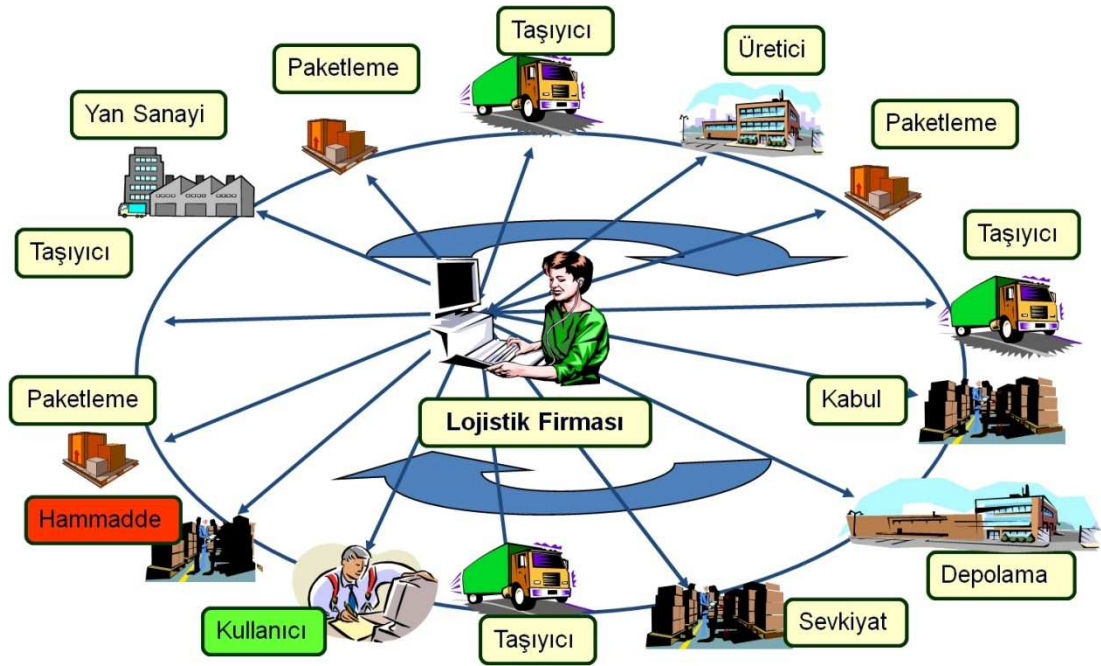 Taşıyıcı
Üretici
Paketleme
Yan Sanayi
Paketleme
Taşıyıcı
Taşıyıcı
Paketleme
Kabul
Lojistik Firması
Hammadde
Depolama
Kullanıcı
Taşıyıcı
Sevkiyat